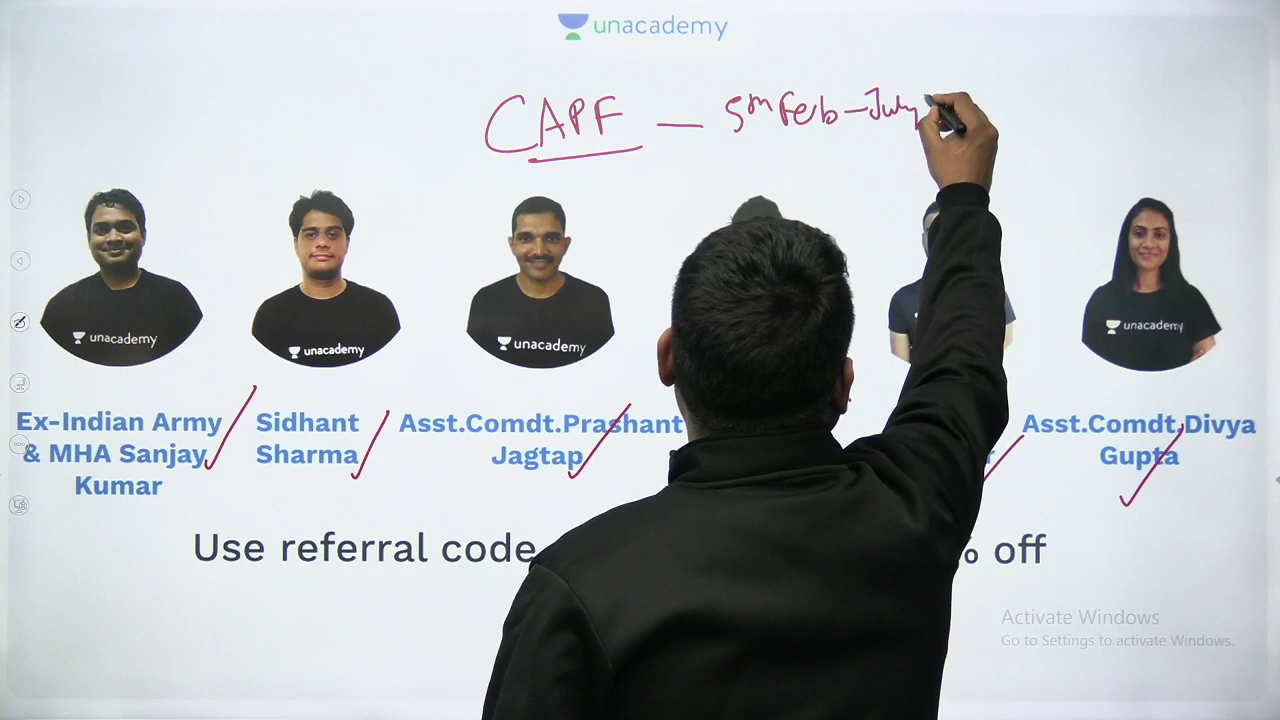 unacademy
CAPF — 5th Feb - July
unacademy
unacademy
unacademy
unacademy
Ex-Indian Army
& MHA Sanjay
Kumar
Sidhant
Sharma
Asst.Comdt.Prashant
Jagtap
Asst.Comdt.Divya
Gupta
Use referral code % off
Activate Windows
Go to Settings to activate Windows.